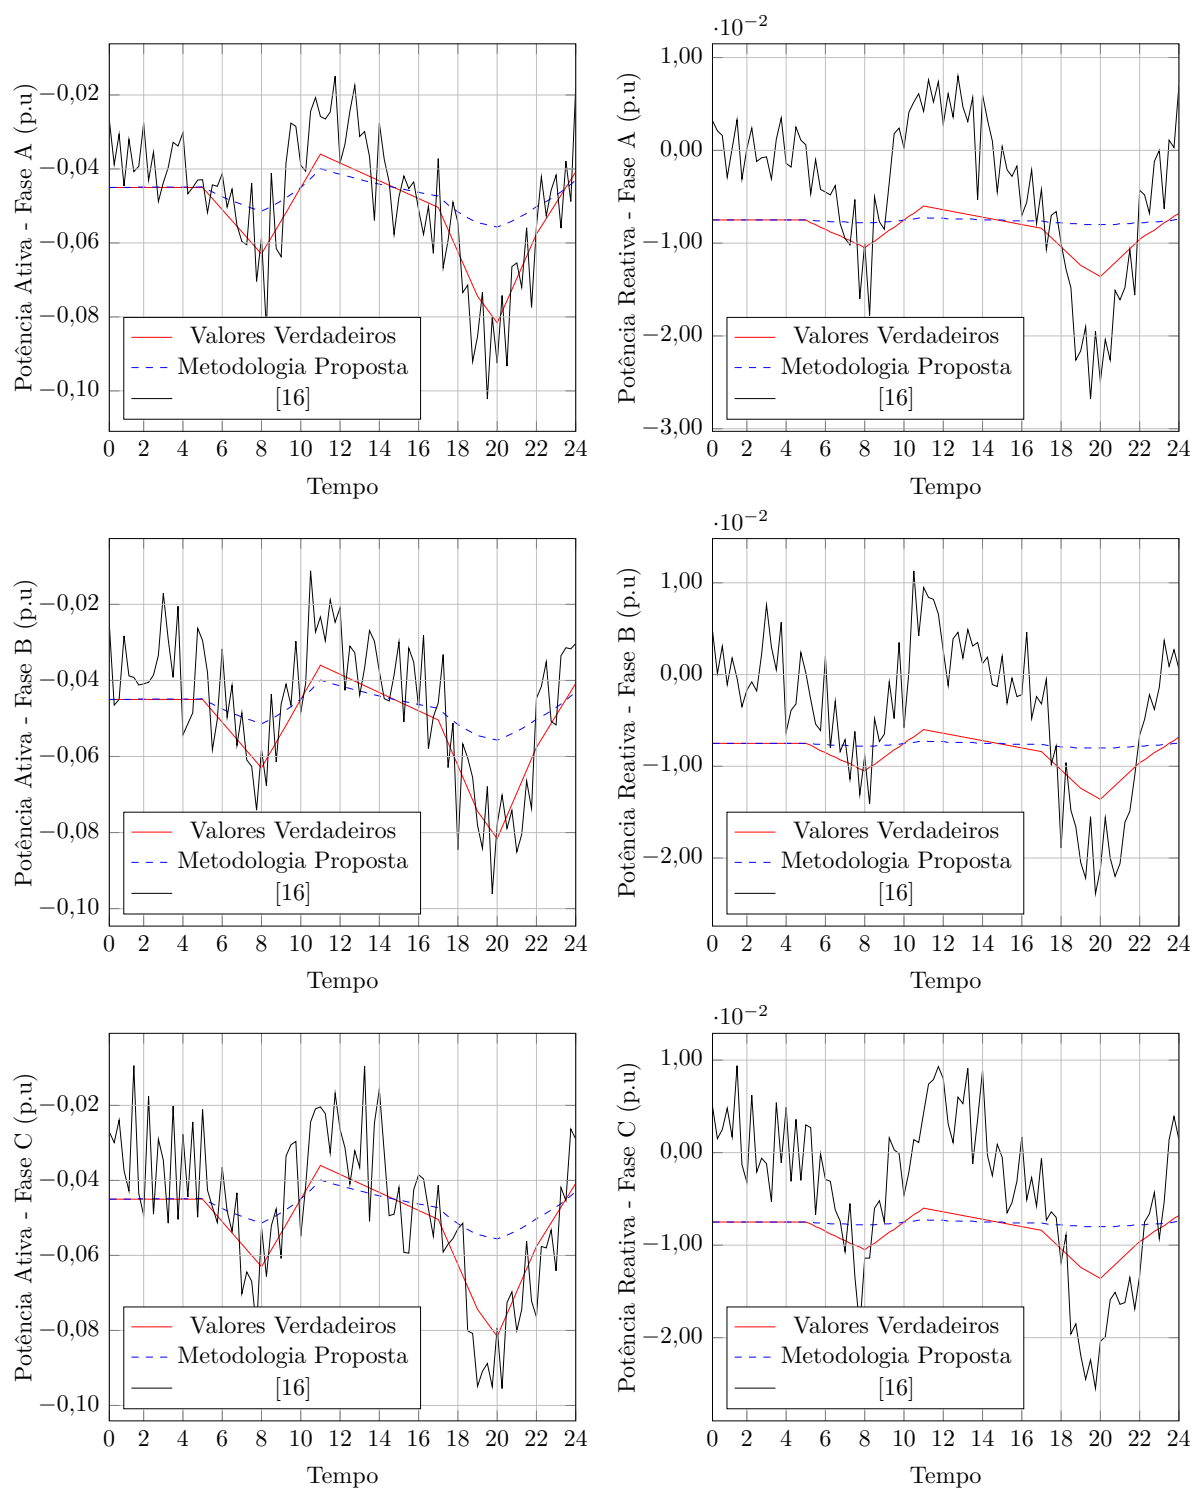 −0,02
−0,04
−0,06
−0,08
−0,10
Potência Ativa - Fase A (p.u)
Valores Verdadeiros
Metodologia Proposta
[16]
0 2 4 6 8 10 12 14 16 18 20 22 24
Tempo
·10−2
1,00
0,00
−1,00
−2,00
−3,00
Potência Reativa - Fase A (p.u)
Valores Verdadeiros
Metodologia Proposta
[16]
0 2 4 6 8 10 12 14 16 18 20 22 24
Tempo
−0,02
−0,04
−0,06
−0,08
−0,10
Potência Ativa - Fase B (p.u)
Valores Verdadeiros
Metodologia Proposta
[16]
0 2 4 6 8 10 12 14 16 18 20 22 24
Tempo
·10−2
1,00
0,00
−1,00
−2,00
Potência Reativa - Fase B (p.u)
Valores Verdadeiros
Metodologia Proposta
[16]
0 2 4 6 8 10 12 14 16 18 20 22 24
Tempo
−0,02
−0,04
−0,06
−0,08
−0,10
Potência Ativa - Fase C (p.u)
Valores Verdadeiros
Metodologia Proposta
[16]
0 2 4 6 8 10 12 14 16 18 20 22 24
Tempo
·10−2
1,00
0,00
−1,00
−2,00
Potência Reativa - Fase C (p.u)
Valores Verdadeiros
Metodologia Proposta
[16]
0 2 4 6 8 10 12 14 16 18 20 22 24
Tempo